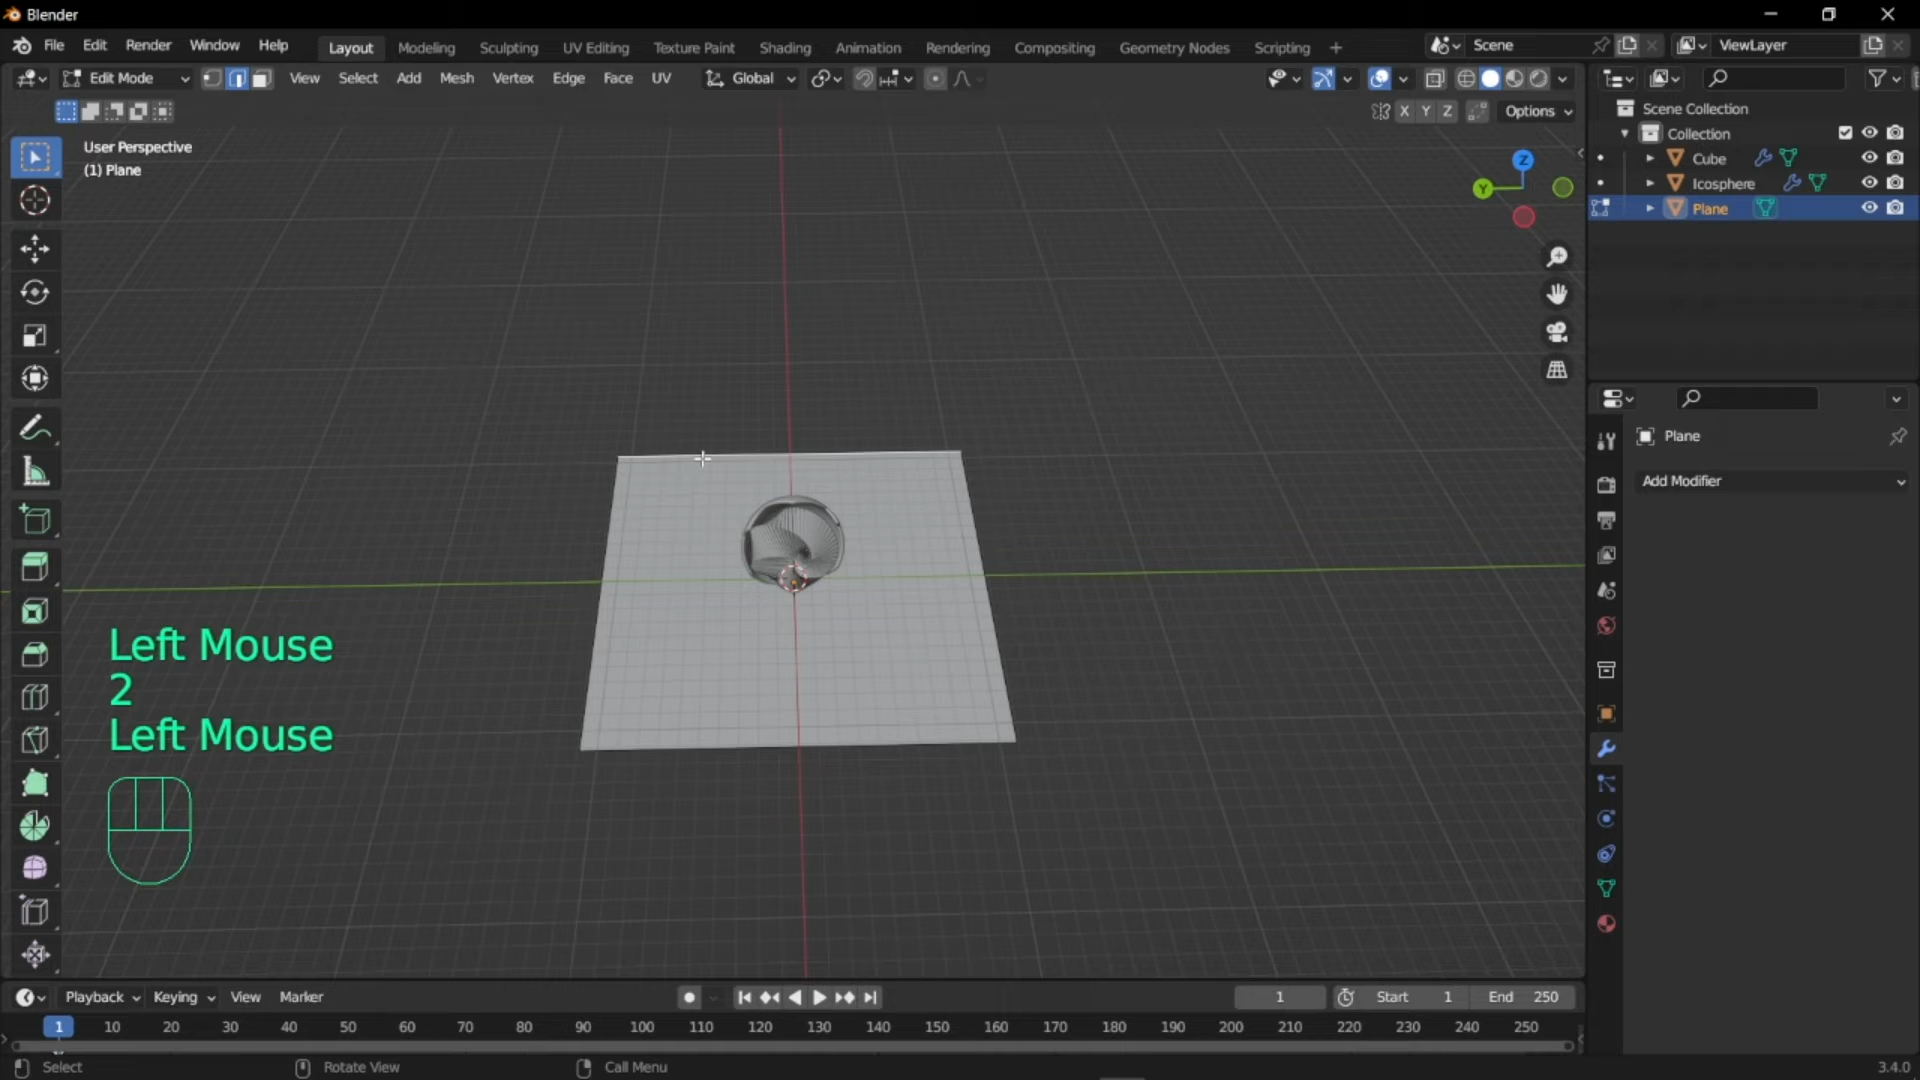 Blender
File Edit Render Window Help Layout Modeling Sculpting UV Editing Texture Paint Shading Animation Rendering Compositing Geometry Nodes Scripting + Scene ViewLayer
Edit Mode View Select Add Mesh Vertex Edge Face UV Global
X Y Z Options
User Perspective
(1) Plane
Z
Y
Scene Collection
Collection
Cube
Icosphere
Plane
Plane
Add Modifier
Left Mouse
2
Left Mouse
Playback Keying View Marker 1 Start 1 End 250
1 10 20 30 40 50 60 70 80 90 100 110 120 130 140 150 160 170 180 190 200 210 220 230 240 250
Select Rotate View Call Menu 3.4.0